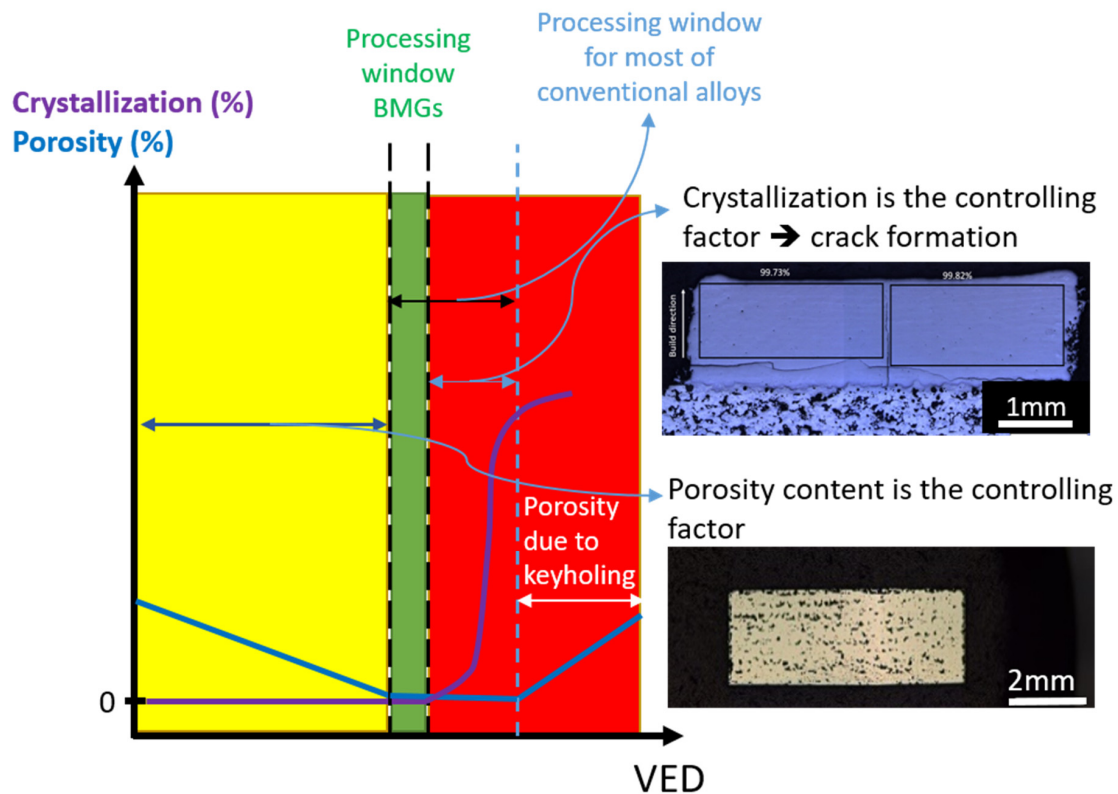 Processing
window
BMGs
Processing window
for most of
conventional alloys
Crystallization (%)
Porosity (%)
Crystallization is the controlling
factor ➔ crack formation
99.73%
99.82%
Build direction
1mm
Porosity content is the controlling
factor
Porosity
due to
keyholing
2mm
0
VED